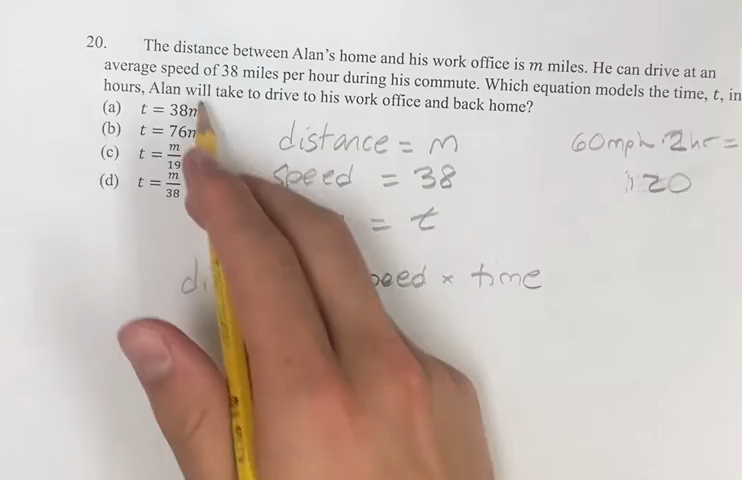 20. The distance between Alan's home and his work office is m miles. He can drive at an
average speed of 38 miles per hour during his commute. Which equation models the time, t, in
hours, Alan will take to drive to his work office and back home?
(a) t = 38m
(b) t = 76m
(c) t = m/19
(d) t = m/38
distance = m
speed = 38
= t
x time
60mph · 2hr =
120